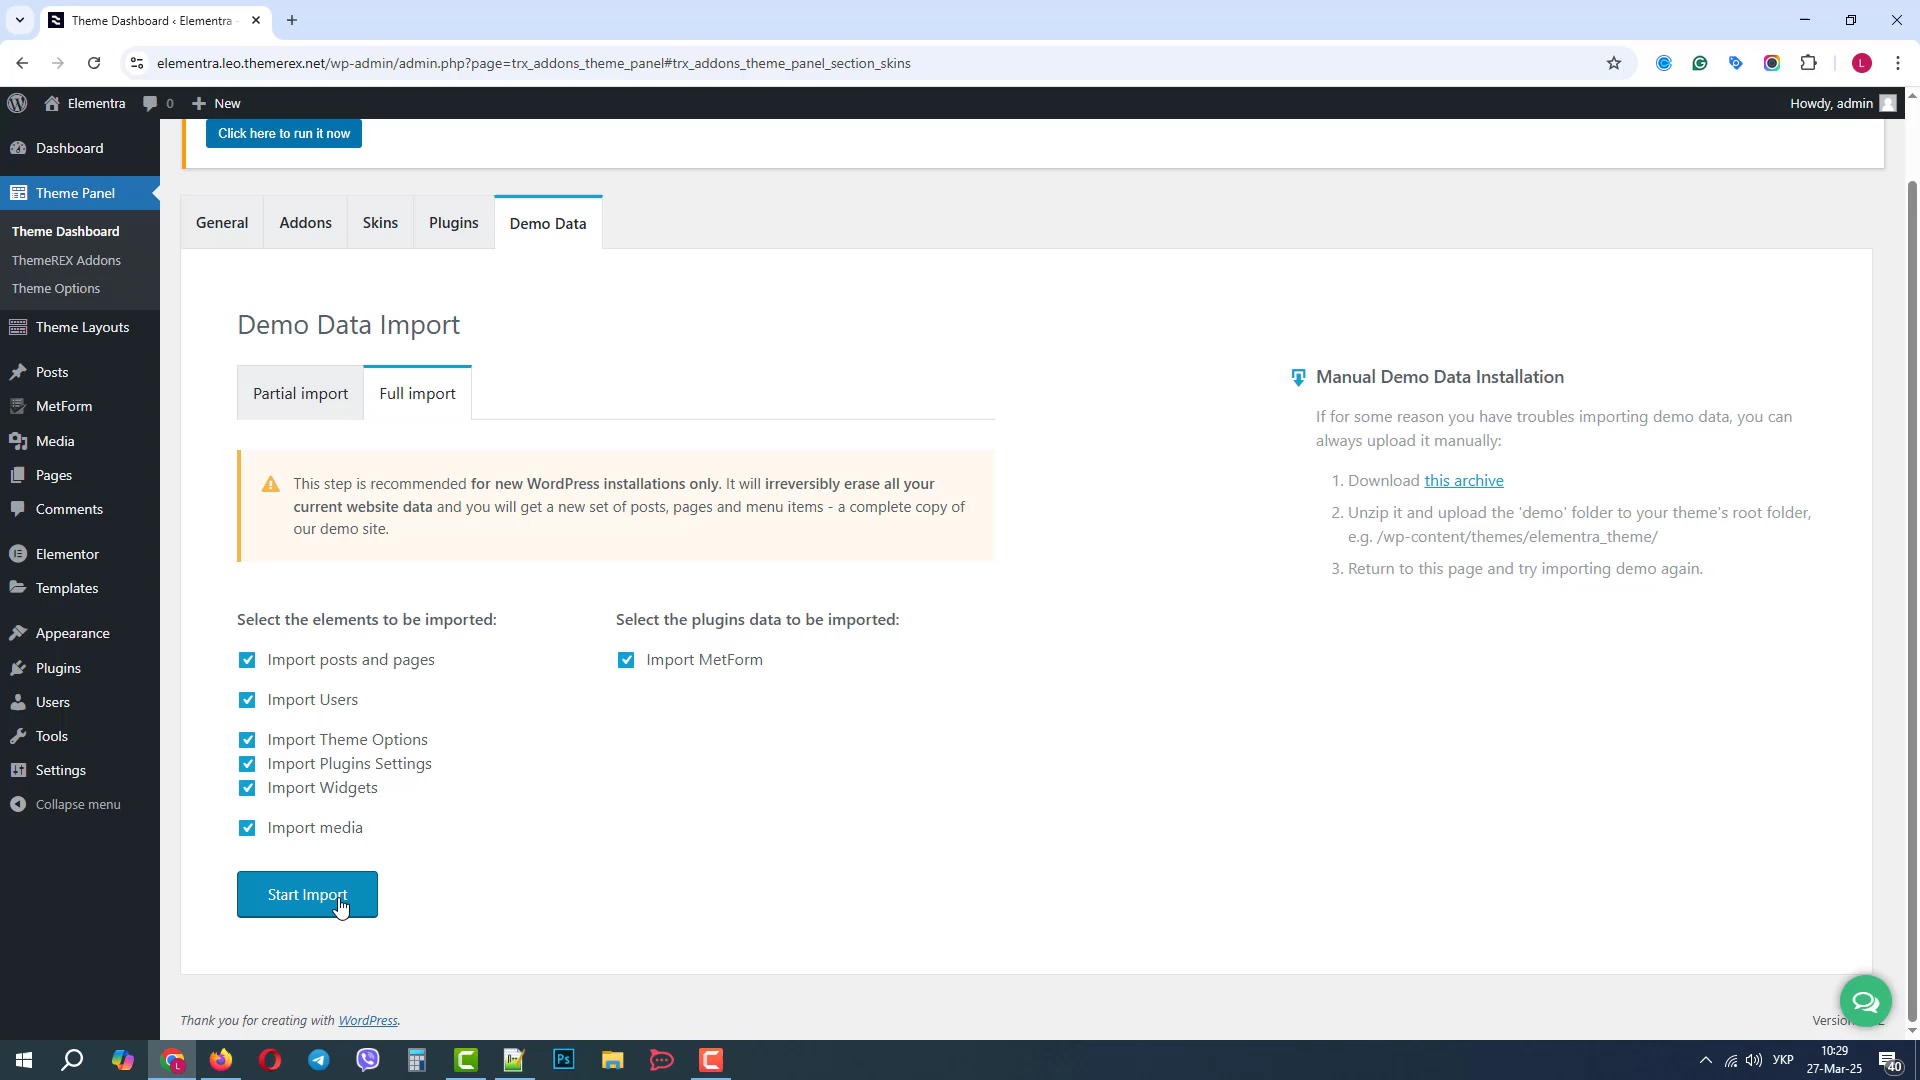 Theme Dashboard ‹ Elementra
elementra.leo.themerex.net/wp-admin/admin.php?page=trx_addons_theme_panel#trx_addons_theme_panel_section_skins
L
Elementra
0
New
Howdy, admin
Dashboard
Theme Panel
Theme Dashboard
ThemeREX Addons
Theme Options
Theme Layouts
Posts
MetForm
Media
Pages
Comments
Elementor
Templates
Appearance
Plugins
Users
Tools
Settings
Collapse menu
Click here to run it now
General
Addons
Skins
Plugins
Demo Data
Demo Data Import
Partial import
Full import
This step is recommended for new WordPress installations only. It will irreversibly erase all your
current website data and you will get a new set of posts, pages and menu items - a complete copy of
our demo site.
Select the elements to be imported:
Import posts and pages
Import Users
Import Theme Options
Import Plugins Settings
Import Widgets
Import media
Select the plugins data to be imported:
Import MetForm
Start Import
Manual Demo Data Installation
If for some reason you have troubles importing demo data, you can
always upload it manually:
1. Download this archive
2. Unzip it and upload the 'demo' folder to your theme's root folder,
e.g. /wp-content/themes/elementra_theme/
3. Return to this page and try importing demo again.
Thank you for creating with WordPress.
L
Ps
УКР
10:29
27-Mar-25
40